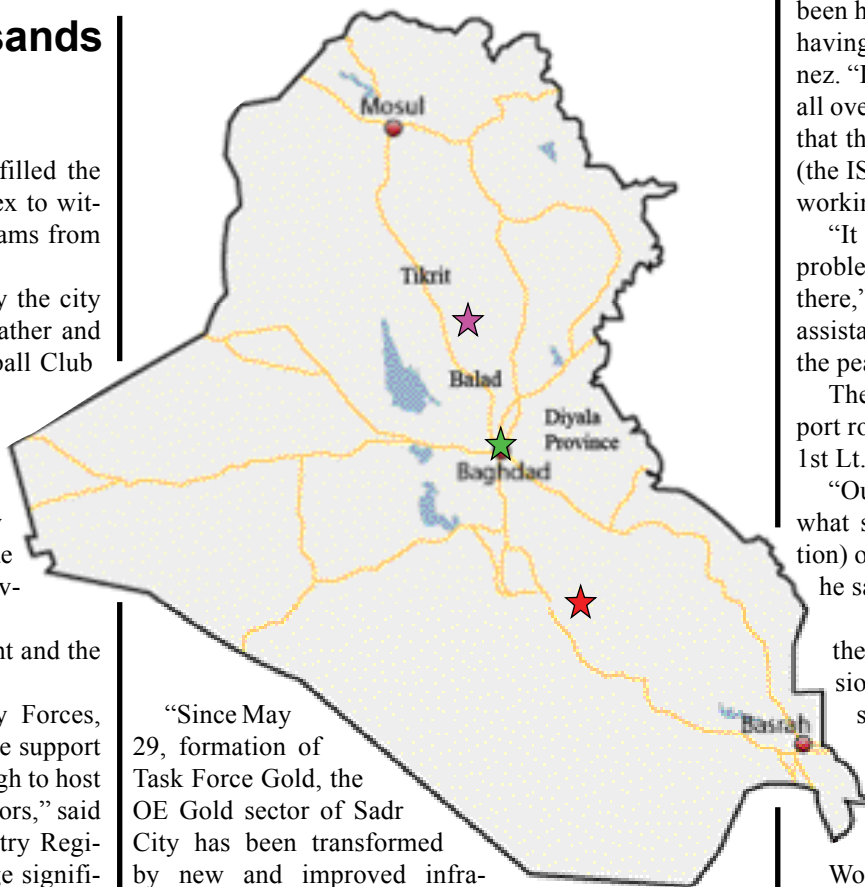 sands
filled the
ex to wit-
ams from
y the city
ather and
ball Club
e
v-
nt and the
y Forces,
e support
gh to host
ors,” said
try Regi-
ge signifi-
Mosul
Tikrit
Balad
Diyala
Province
Baghdad
Basrah
“Since May
29, formation of
Task Force Gold, the
OE Gold sector of Sadr
City has been transformed
by new and improved infra-
been h
having
nez. “I
all ove
that th
(the IS
workin
“It
proble
there,’
assista
the pea
The
port ro
1st Lt.
“Ou
what s
tion) o
he sa
the
sio
s
Wo